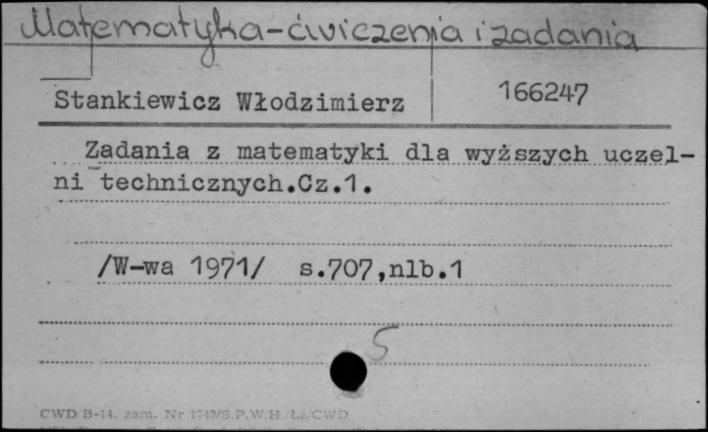 Matematyka-ćwiczenia i zadania
Stankiewicz Włodzimierz 166247
Zadania z matematyki dla wyższych uczel-
ni technicznych.Cz.1.
/W-wa 1971/ s.707,nlb.1
5
CWD B-14. zam. Nr 1743/S.P.W.H./Ł/CWD